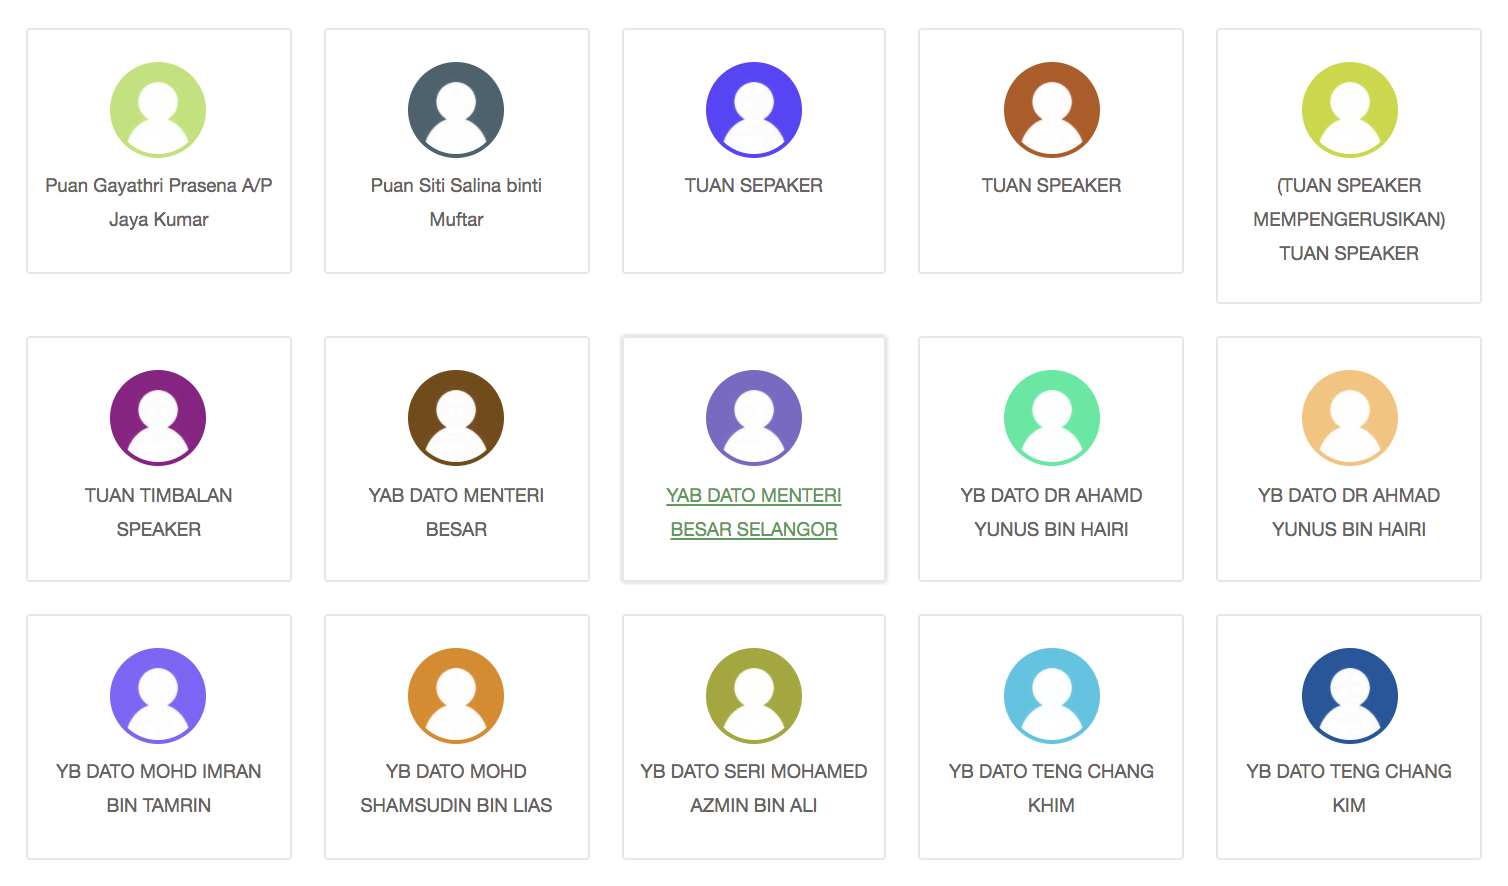 Puan Gayathri Prasena A/P
Jaya Kumar
Puan Siti Salina binti
Muftar
TUAN SEPAKER
TUAN SPEAKER
(TUAN SPEAKER
MEMPENGERUSIKAN)
TUAN SPEAKER
TUAN TIMBALAN
SPEAKER
YAB DATO MENTERI
BESAR
YAB DATO MENTERI
BESAR SELANGOR
YB DATO DR AHAMD
YUNUS BIN HAIRI
YB DATO DR AHMAD
YUNUS BIN HAIRI
YB DATO MOHD IMRAN
BIN TAMRIN
YB DATO MOHD
SHAMSUDIN BIN LIAS
YB DATO SERI MOHAMED
AZMIN BIN ALI
YB DATO TENG CHANG
KHIM
YB DATO TENG CHANG
KIM